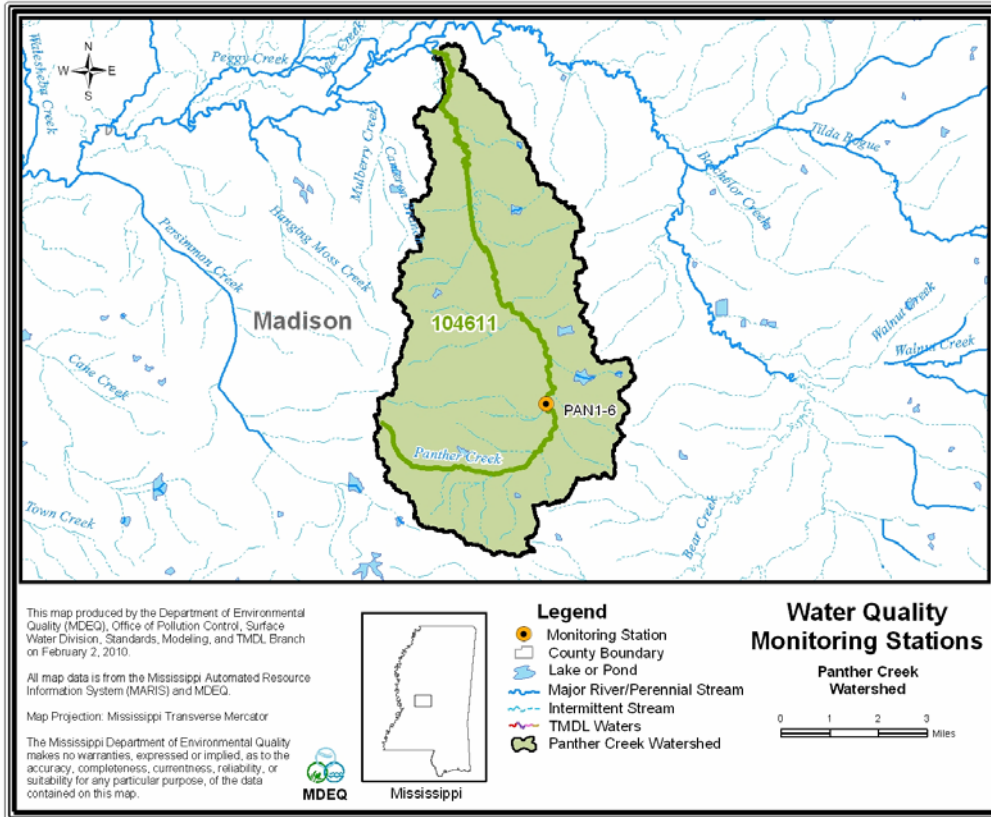 N
W E
S
Peggy Creek
Deer Creek
Mulberry Creek
Hanging Moss Creek
Persimmon Creek
Madison
104611
Tilda Bogue
Batchelor Creek
Walnut Creek
Walnut Creek
Cane Creek
PAN1-6
Panther Creek
Town Creek
Bear Creek
This map produced by the Department of Environmental
Quality (MDEQ), Office of Pollution Control, Surface
Water Division, Standards, Modeling, and TMDL Branch
on February 2, 2010.
All map data is from the Mississippi Automated Resource
Information System (MARIS) and MDEQ.
Map Projection: Mississippi Transverse Mercator
The Mississippi Department of Environmental Quality
makes no warranties, expressed or implied, as to the
accuracy, completeness, currentness, reliability, or
suitability for any particular purpose, of the data
contained on this map.
MDEQ
Mississippi
Legend
Monitoring Station
County Boundary
Lake or Pond
Major River/Perennial Stream
Intermittent Stream
TMDL Waters
Panther Creek Watershed
Water Quality
Monitoring Stations
Panther Creek
Watershed
0 1 2 3
Miles